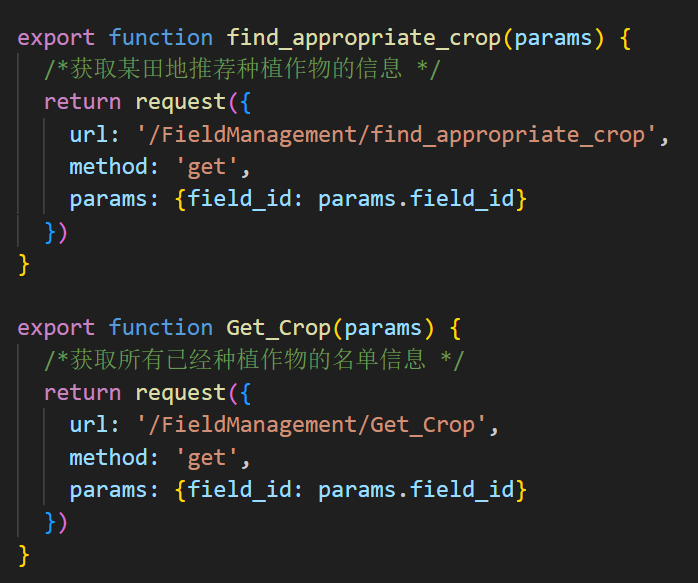 export function find_appropriate_crop(params) {
/*获取某田地推荐种植作物的信息 */
return request({
url: '/FieldManagement/find_appropriate_crop',
method: 'get',
params: {field_id: params.field_id}
})
}
export function Get_Crop(params) {
/*获取所有已经种植作物的名单信息 */
return request({
url: '/FieldManagement/Get_Crop',
method: 'get',
params: {field_id: params.field_id}
})
}